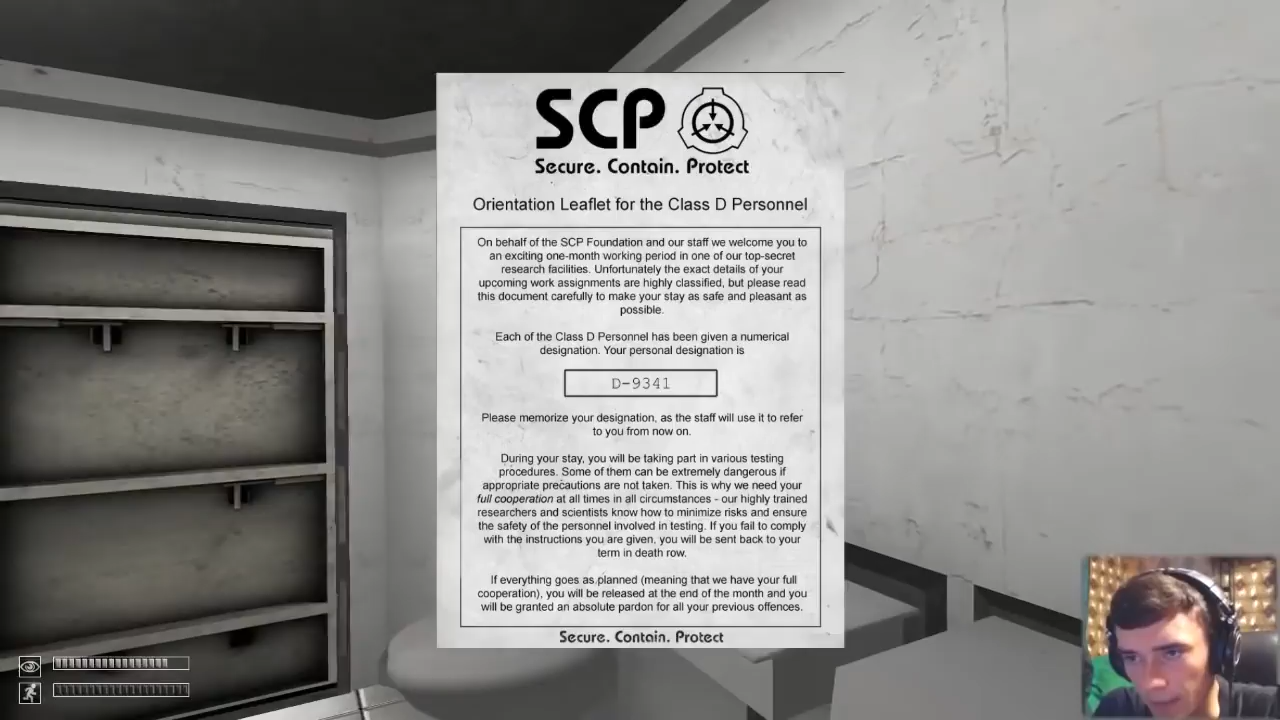 SCP
Secure. Contain. Protect
Orientation Leaflet for the Class D Personnel
On behalf of the SCP Foundation and our staff we welcome you to
an exciting one-month working period in one of our top-secret
research facilities. Unfortunately the exact details of your
upcoming work assignments are highly classified, but please read
this document carefully to make your stay as safe and pleasant as
possible.
Each of the Class D Personnel has been given a numerical
designation. Your personal designation is
D-9341
Please memorize your designation, as the staff will use it to refer
to you from now on.
During your stay, you will be taking part in various testing
procedures. Some of them can be extremely dangerous if
appropriate precautions are not taken. This is why we need your
full cooperation at all times in all circumstances - our highly trained
researchers and scientists know how to minimize risks and ensure
the safety of the personnel involved in testing. If you fail to comply
with the instructions you are given, you will be sent back to your
term in death row.
If everything goes as planned (meaning that we have your full
cooperation), you will be released at the end of the month and you
will be granted an absolute pardon for all your previous offences.
Secure. Contain. Protect